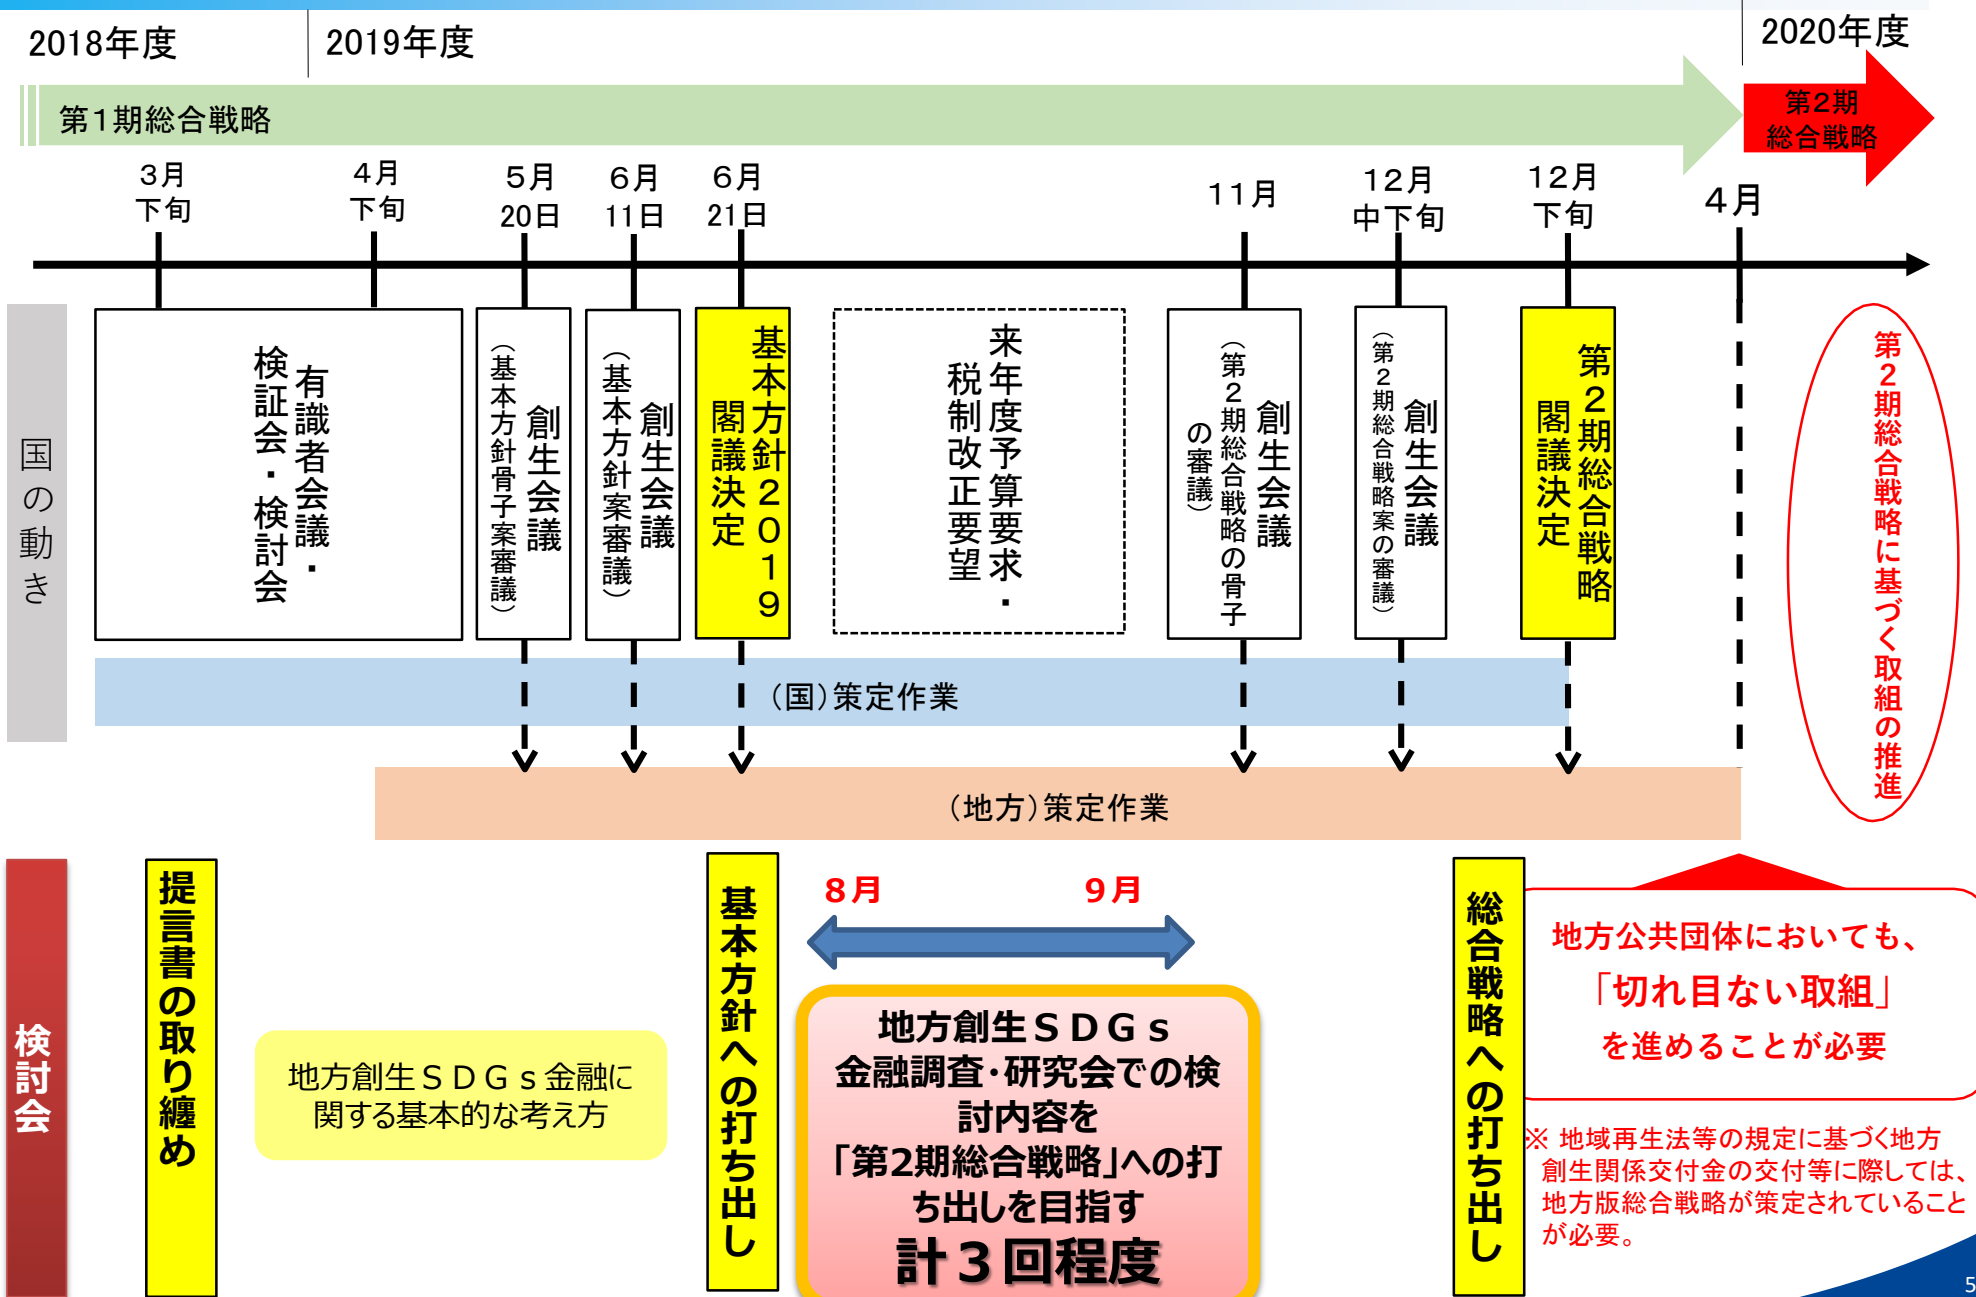 2018年度
2019年度
2020年度
第1期総合戦略
第2期
総合戦略
3月
下旬
4月
下旬
5月
20日
6月
11日
6月
21日
11月
12月
中下旬
12月
下旬
4月
国の動き
有識者会議・
検証会・検討会
創生会議
（基本方針骨子案審議）
創生会議
（基本方針案審議）
基本方針2019
閣議決定
来年度予算要求・
税制改正要望
創生会議
（第2期総合戦略の骨子
の審議）
創生会議
（第2期総合戦略案の審議）
第2期総合戦略
閣議決定
第2期総合戦略に基づく取組の推進
（国）策定作業
（地方）策定作業
検討会
提言書の取り纏め
地方創生SDGs金融に
関する基本的な考え方
基本方針への打ち出し
8月
9月
地方創生SDGs
金融調査・研究会での検
討内容を
「第2期総合戦略」への打
ち出しを目指す
計3回程度
総合戦略への打ち出し
地方公共団体においても、
「切れ目ない取組」
を進めることが必要
※ 地域再生法等の規定に基づく地方
創生関係交付金の交付等に際しては、
地方版総合戦略が策定されていること
が必要。
5